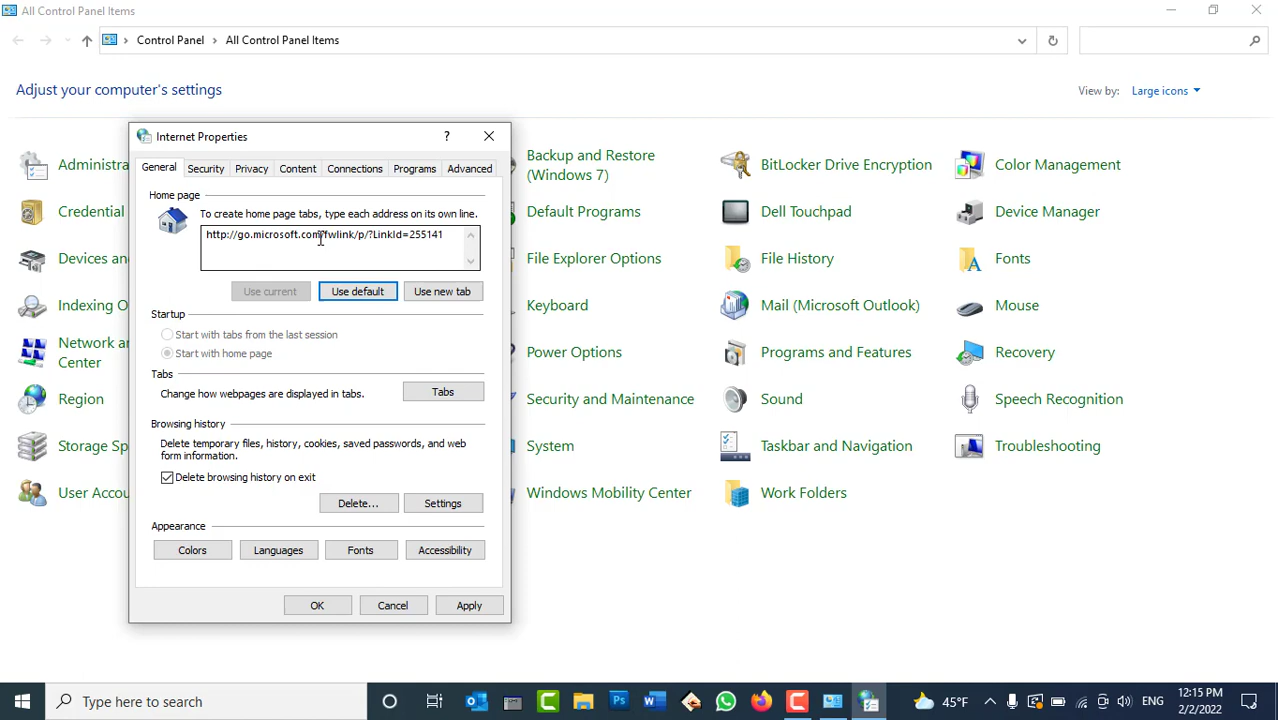 All Control Panel Items
Control Panel
All Control Panel Items
Adjust your computer's settings
View by:
Large icons
Administra
Backup and Restore
(Windows 7)
BitLocker Drive Encryption
Color Management
Credential
Default Programs
Dell Touchpad
Device Manager
Devices an
File Explorer Options
File History
Fonts
Indexing O
Keyboard
Mail (Microsoft Outlook)
Mouse
Network an
Center
Power Options
Programs and Features
Recovery
Region
Security and Maintenance
Sound
Speech Recognition
Storage Sp
System
Taskbar and Navigation
Troubleshooting
User Accou
Windows Mobility Center
Work Folders
Internet Properties
?
General
Security
Privacy
Content
Connections
Programs
Advanced
Home page
To create home page tabs, type each address on its own line.
http://go.microsoft.com/fwlink/p/?LinkId=255141
Use current
Use default
Use new tab
Startup
Start with tabs from the last session
Start with home page
Tabs
Change how webpages are displayed in tabs.
Tabs
Browsing history
Delete temporary files, history, cookies, saved passwords, and web
form information.
Delete browsing history on exit
Delete...
Settings
Appearance
Colors
Languages
Fonts
Accessibility
OK
Cancel
Apply
Type here to search
Ps
45°F
ENG
12:15 PM
2/2/2022